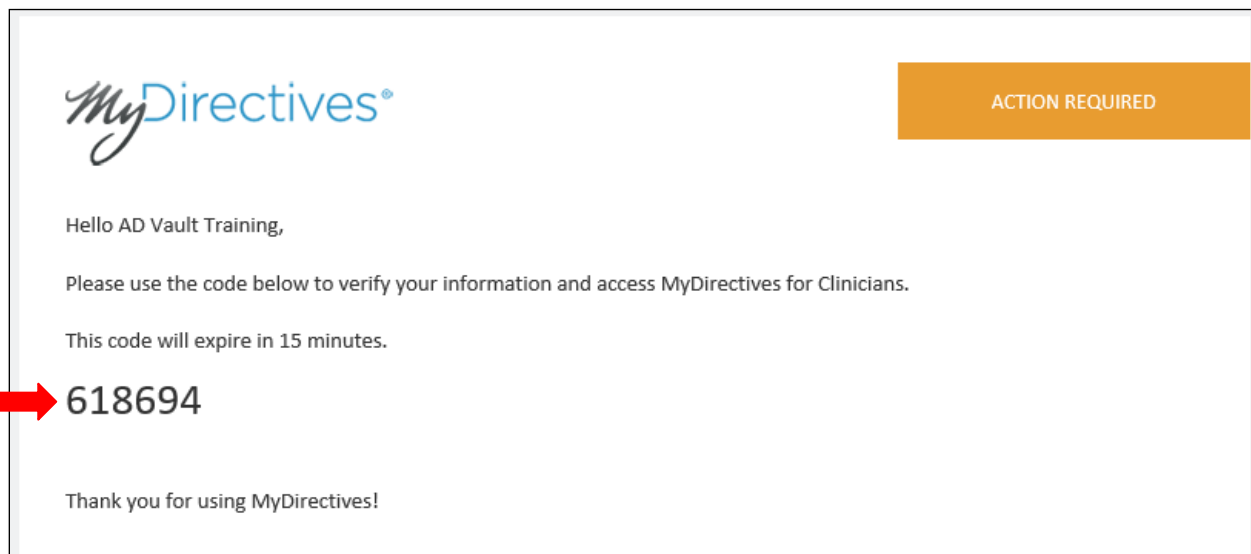 MyDirectives®
ACTION REQUIRED
Hello AD Vault Training,
Please use the code below to verify your information and access MyDirectives for Clinicians.
This code will expire in 15 minutes.
618694
Thank you for using MyDirectives!